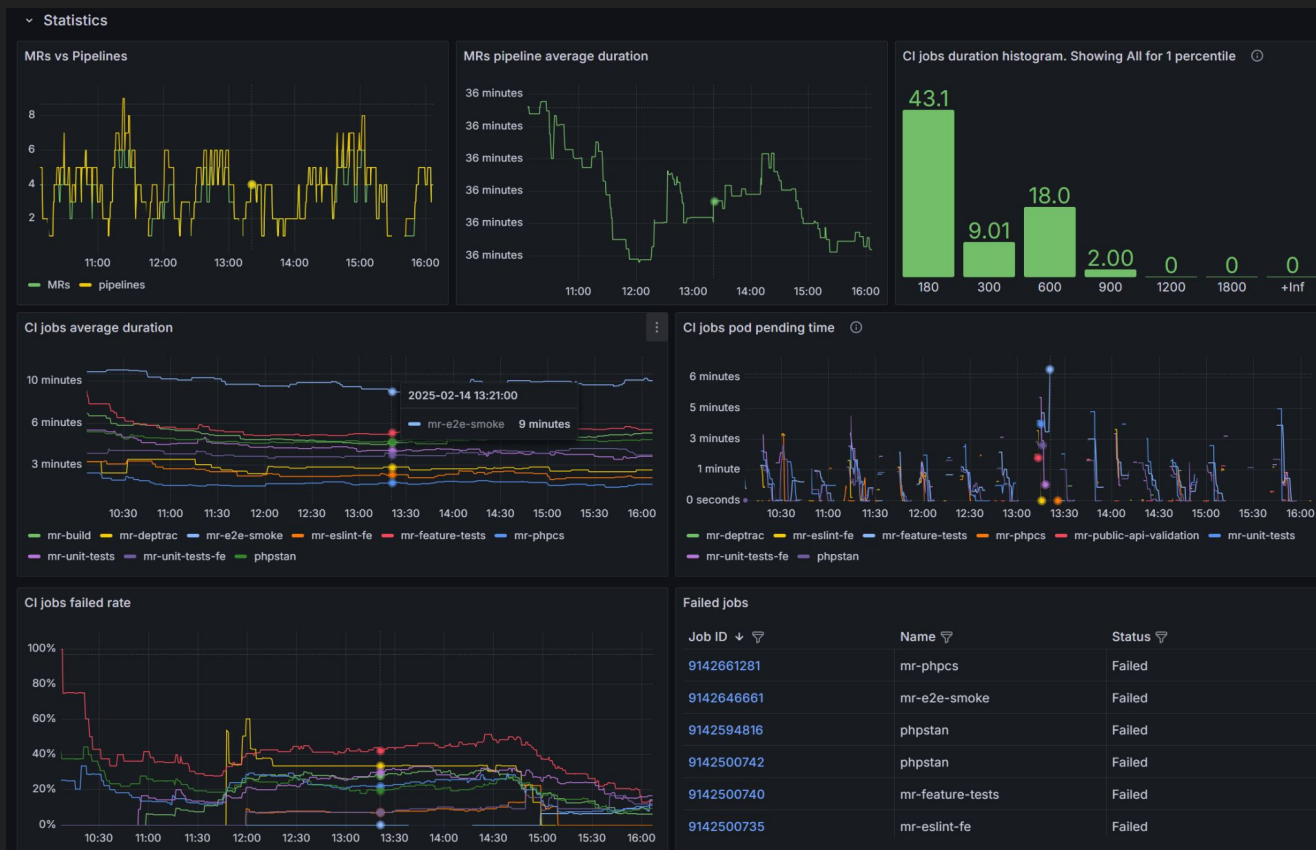 Statistics
MRs vs Pipelines
8
6
4
2
11:00 12:00 13:00 14:00 15:00 16:00
MRs pipelines
MRs pipeline average duration
36 minutes
36 minutes
36 minutes
36 minutes
36 minutes
36 minutes
11:00 12:00 13:00 14:00 15:00 16:00
CI jobs duration histogram. Showing All for 1 percentile
43.1
9.01
18.0
2.00
0
0
0
180 300 600 900 1200 1800 +Inf
CI jobs average duration
10 minutes
6 minutes
3 minutes
2025-02-14 13:21:00
mr-e2e-smoke 9 minutes
10:30 11:00 11:30 12:00 12:30 13:00 13:30 14:00 14:30 15:00 15:30 16:00
mr-build mr-deptrac mr-e2e-smoke mr-eslint-fe mr-feature-tests mr-phpcs
mr-unit-tests mr-unit-tests-fe phpstan
CI jobs pod pending time
6 minutes
5 minutes
3 minutes
1 minute
0 seconds
10:30 11:00 11:30 12:00 12:30 13:00 13:30 14:00 14:30 15:00 15:30 16:00
mr-deptrac mr-eslint-fe mr-feature-tests mr-phpcs mr-public-api-validation mr-unit-tests
mr-unit-tests-fe phpstan
CI jobs failed rate
100%
80%
60%
40%
20%
0%
10:30 11:00 11:30 12:00 12:30 13:00 13:30 14:00 14:30 15:00 15:30 16:00
Failed jobs
Job ID Name Status
9142661281 mr-phpcs Failed
9142646661 mr-e2e-smoke Failed
9142594816 phpstan Failed
9142500742 phpstan Failed
9142500740 mr-feature-tests Failed
9142500735 mr-eslint-fe Failed